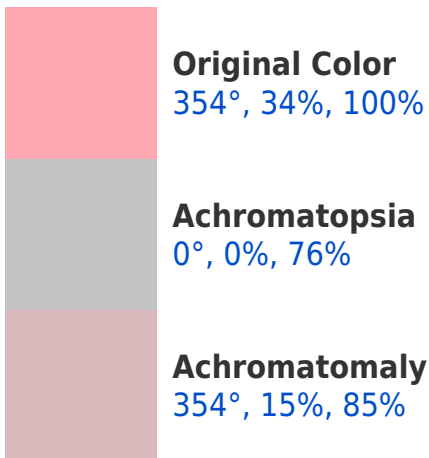 Original Color
354°, 34%, 100%
Achromatopsia
0°, 0%, 76%
Achromatomaly
354°, 15%, 85%